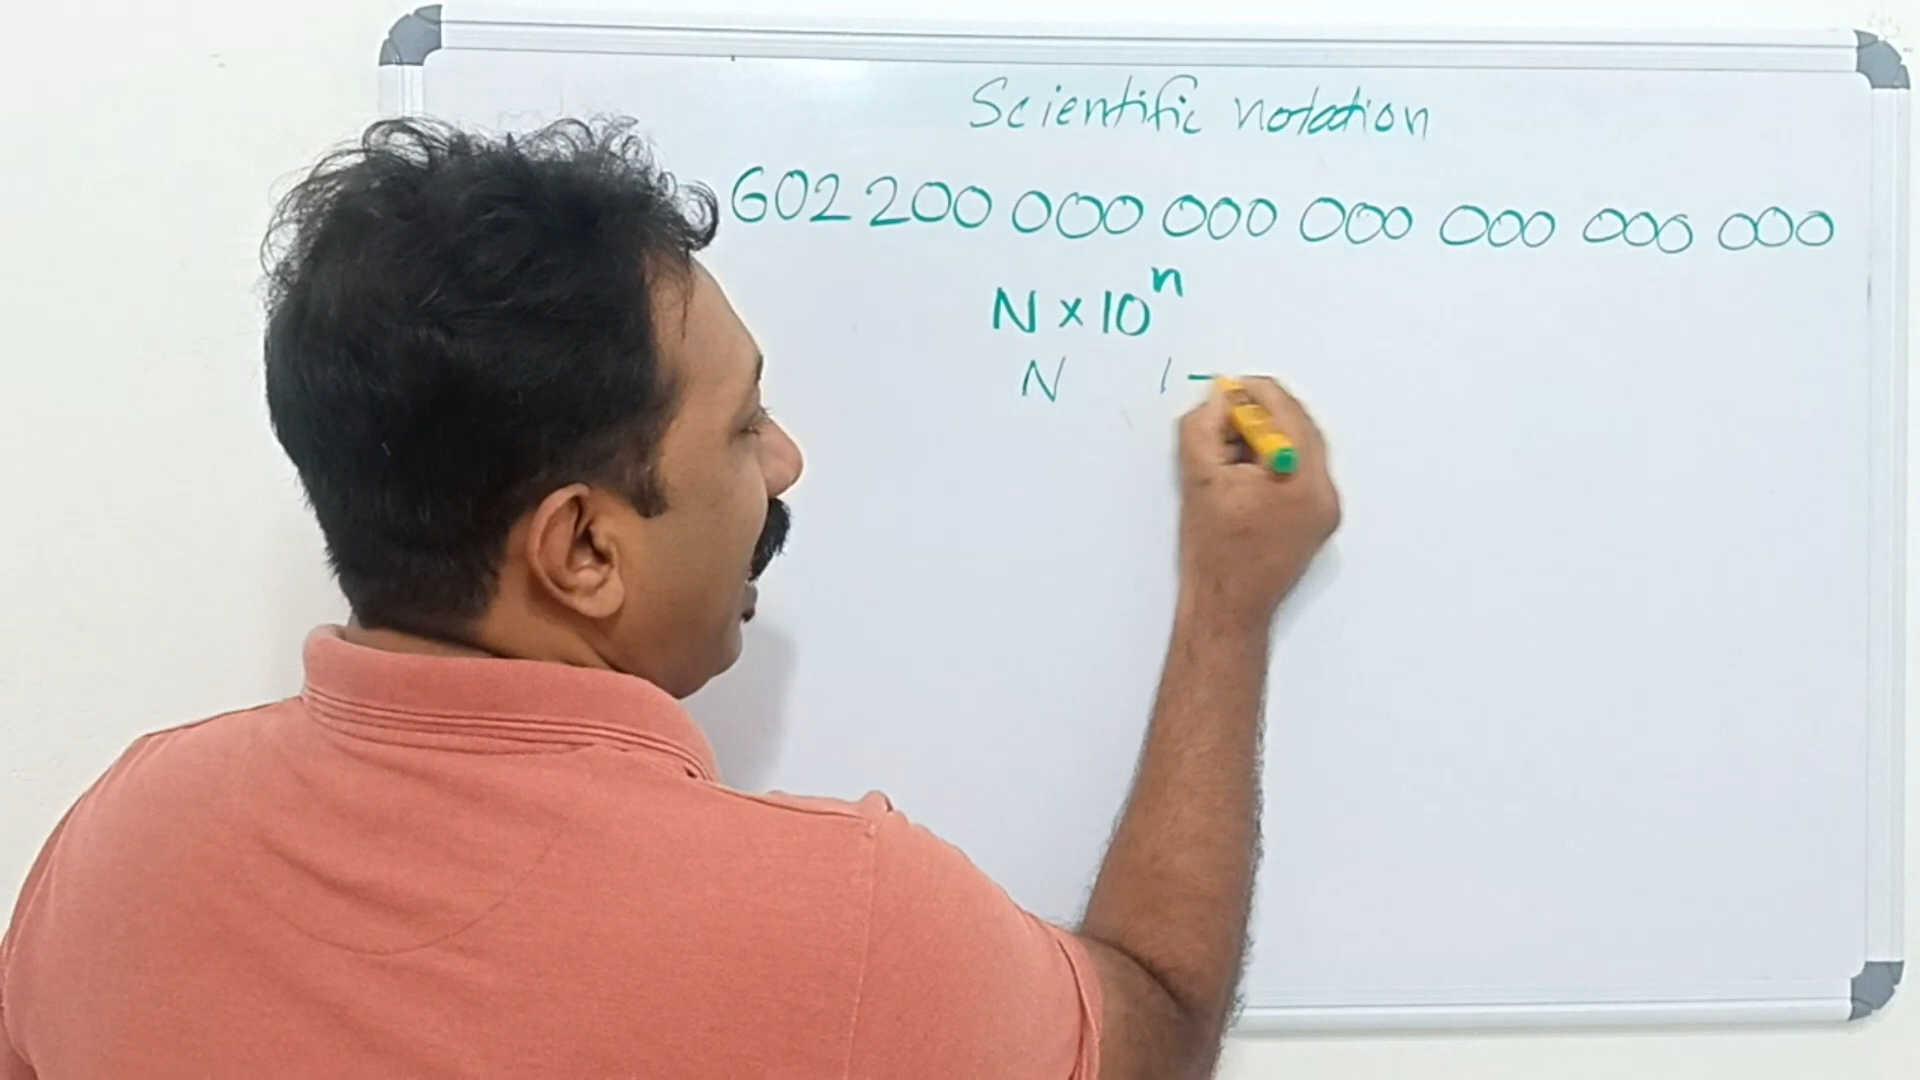 Scientific notation
602 200 000 000 000 000 000 000
N × 10ⁿ
N 1 -